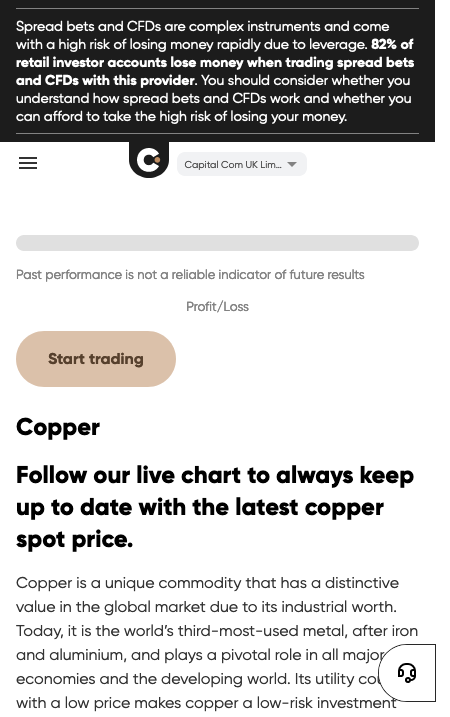 Spread bets and CFDs are complex instruments and come
with a high risk of losing money rapidly due to leverage. 82% of
retail investor accounts lose money when trading spread bets
and CFDs with this provider. You should consider whether you
understand how spread bets and CFDs work and whether you
can afford to take the high risk of losing your money.
Capital Com UK Lim...
Past performance is not a reliable indicator of future results
Profit/Loss
Start trading
Copper
Follow our live chart to always keep
up to date with the latest copper
spot price.
Copper is a unique commodity that has a distinctive
value in the global market due to its industrial worth.
Today, it is the world's third-most-used metal, after iron
and aluminium, and plays a pivotal role in all major
economies and the developing world. Its utility
with a low price makes copper a low-risk investment